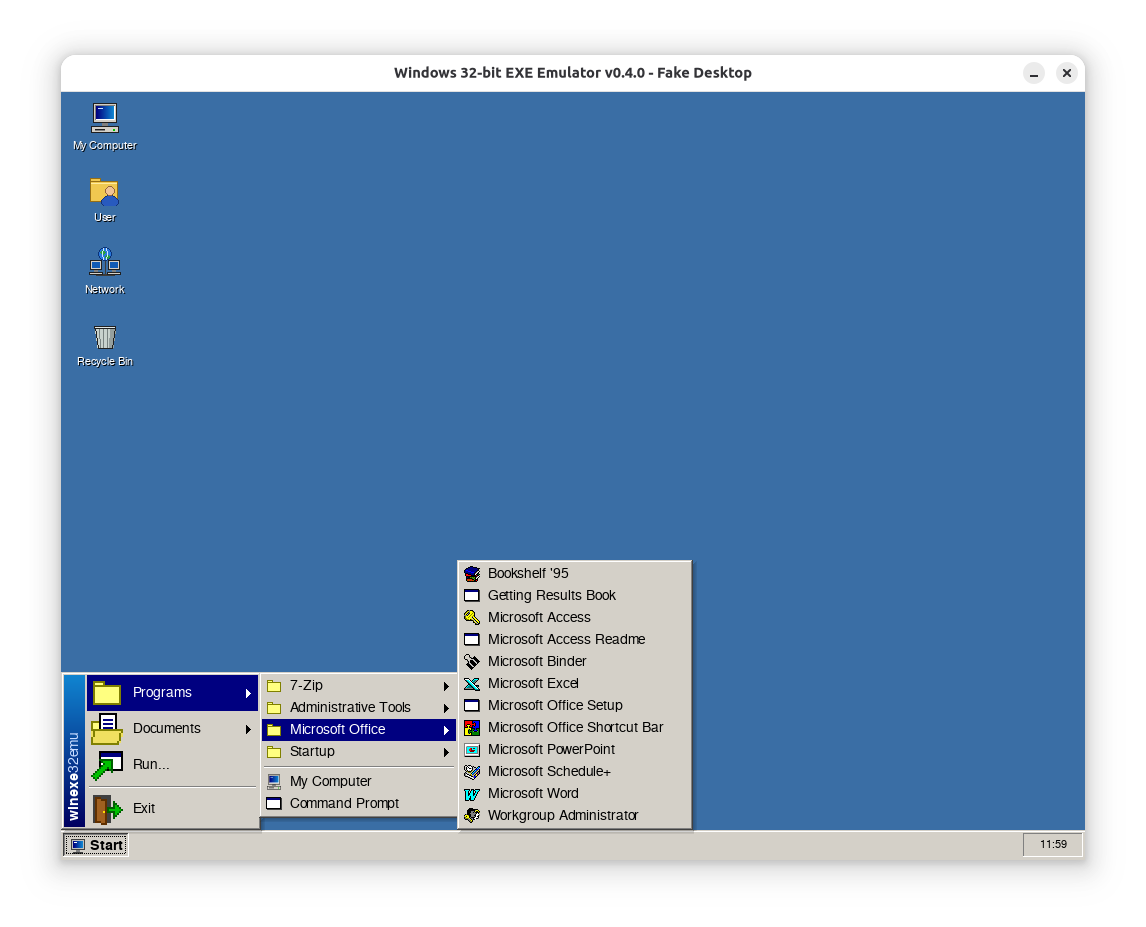 Windows 32-bit EXE Emulator v0.4.0 - Fake Desktop
My Computer
User
Network
Recycle Bin
winexe32emu
Programs
Documents
Run...
Exit
7-Zip
Administrative Tools
Microsoft Office
Startup
My Computer
Command Prompt
Bookshelf '95
Getting Results Book
Microsoft Access
Microsoft Access Readme
Microsoft Binder
Microsoft Excel
Microsoft Office Setup
Microsoft Office Shortcut Bar
Microsoft PowerPoint
Microsoft Schedule+
Microsoft Word
Workgroup Administrator
Start
11:59